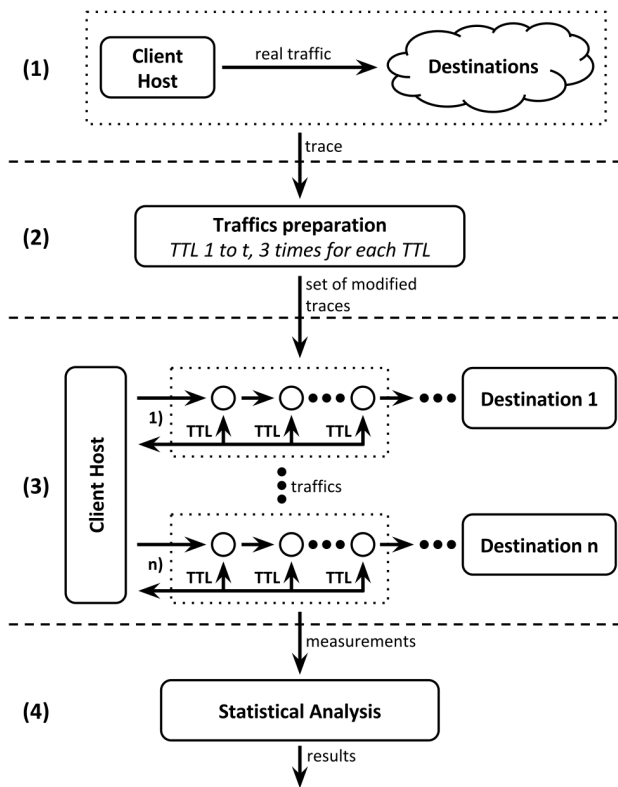 (1)
Client
Host
real traffic
Destinations
trace
(2)
Traffics preparation
TTL 1 to t, 3 times for each TTL
set of modified
traces
(3)
Client Host
1)
TTL TTL TTL
Destination 1
traffics
n)
TTL TTL TTL
Destination n
measurements
(4)
Statistical Analysis
results